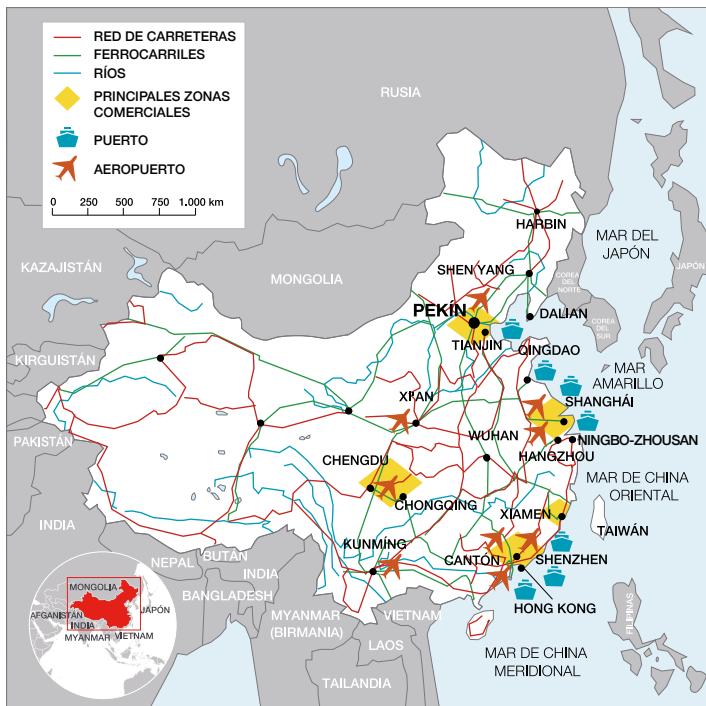 RED DE CARRETERAS
FERROCARRILES
RÍOS
PRINCIPALES ZONAS
COMERCIALES
PUERTO
AEROPUERTO
0 250 500 750 1.000 km
RUSIA
KAZAJISTÁN
MONGOLIA
KIRGUISTÁN
PAKISTÁN
INDIA
NEPAL
BUTÁN
INDIA
BANGLADESH
MYANMAR
(BIRMANIA)
VIETNAM
LAOS
TAILANDIA
HARBIN
MAR DEL
JAPÓN
SHEN YANG
COREA
DEL
NORTE
JAPÓN
PEKÍN
DALIAN
COREA
DEL SUR
TIANJIN
QINGDAO
MAR
AMARILLO
XI'AN
SHANGHÁI
WUHAN
NINGBO-ZHOUSAN
HANGZHOU
CHENGDU
MAR DE CHINA
ORIENTAL
CHONGQING
XIAMEN
TAIWÁN
KUNMÍNG
CANTÓN
SHENZHEN
HONG KONG
FILIPINAS
MAR DE CHINA
MERIDIONAL
MONGOLIA
JAPÓN
AFGANISTÁN
INDIA
MYANMAR
VIETNAM